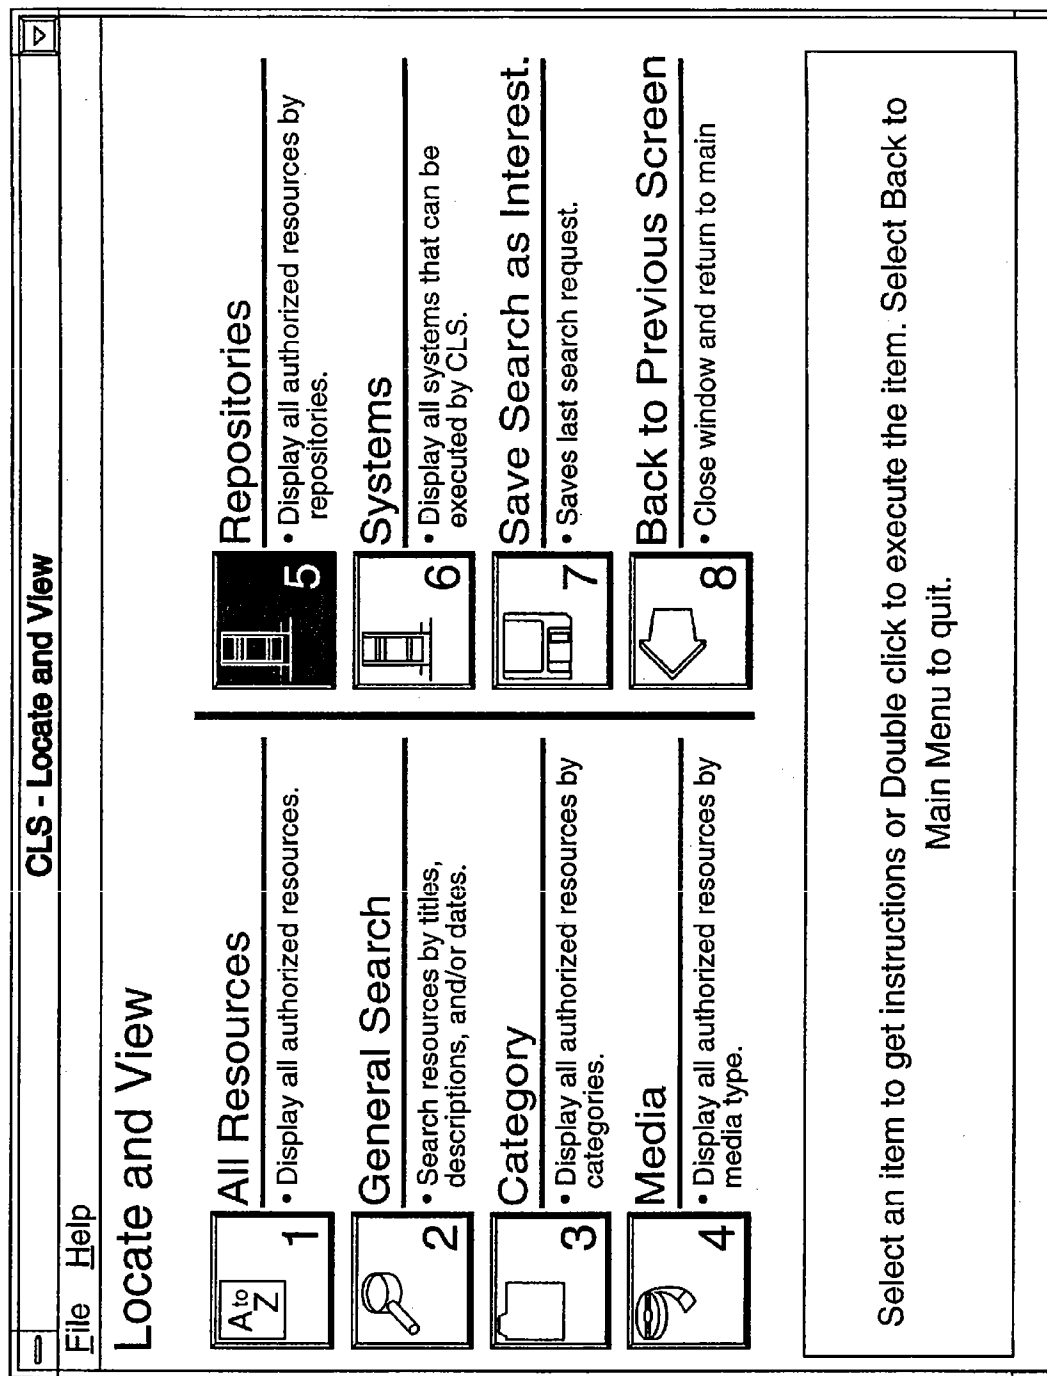 CLS - Locate and View
File Help
Locate and View
A to
Z
1
All Resources
• Display all authorized resources.
2
General Search
• Search resources by titles,
descriptions, and/or dates.
3
Category
• Display all authorized resources by
categories.
4
Media
• Display all authorized resources by
media type.
5
Repositories
• Display all authorized resources by
repositories.
6
Systems
• Display all systems that can be
executed by CLS.
7
Save Search as Interest.
• Saves last search request.
8
Back to Previous Screen
• Close window and return to main
Select an item to get instructions or Double click to execute the item. Select Back to
Main Menu to quit.